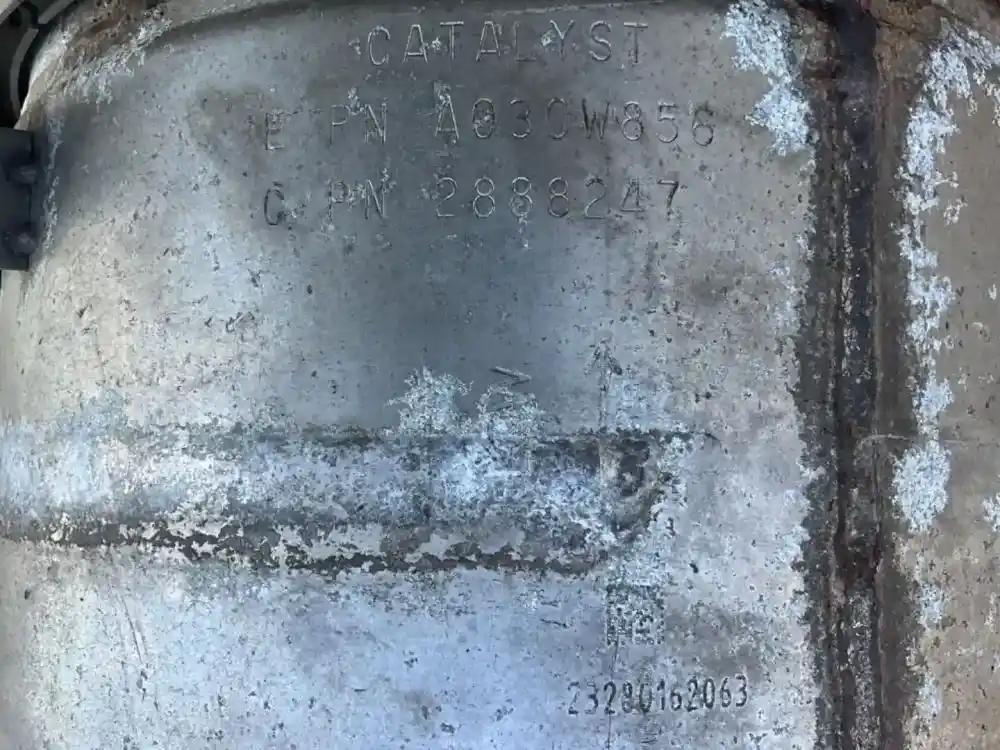 CATALYST
E PN A030W856
C PN 2888247
23280162063